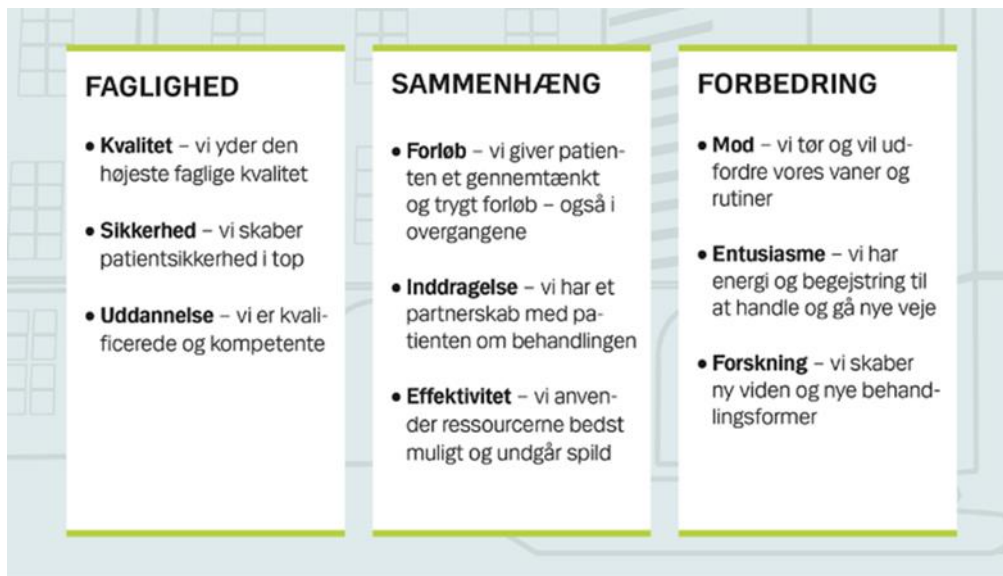 FAGLIGHED
• Kvalitet – vi yder den
højeste faglige kvalitet
• Sikkerhed – vi skaber
patientsikkerhed i top
• Uddannelse – vi er kvali-
ficerede og kompetente
SAMMENHÆNG
• Forløb – vi giver patien-
ten et gennemtænkt
og trygt forløb – også i
overgangene
• Inddragelse – vi har et
partnerskab med pa-
tienten om behandlingen
• Effektivitet – vi anven-
der ressourcerne bedst
muligt og undgår spild
FORBEDRING
• Mod – vi tør og vil ud-
fordre vores vaner og
rutiner
• Entusiasme – vi har
energi og begejstring til
at handle og gå nye veje
• Forskning – vi skaber
ny viden og nye behand-
lingsformer